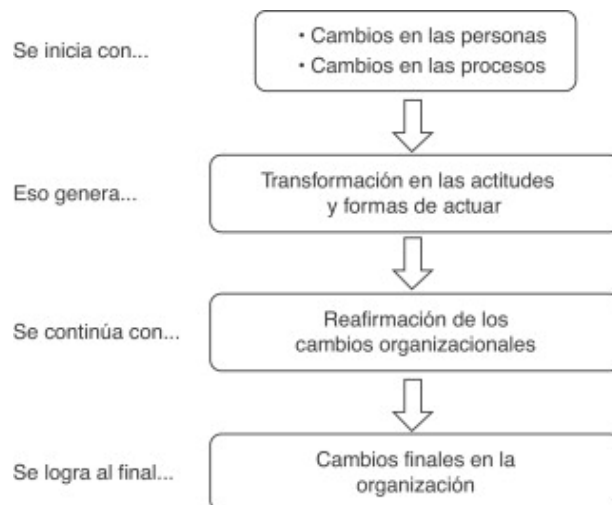 Se inicia con...
• Cambios en las personas
• Cambios en las procesos
Eso genera...
Transformación en las actitudes
y formas de actuar
Se continúa con...
Reafirmación de los
cambios organizacionales
Se logra al final...
Cambios finales en la
organización